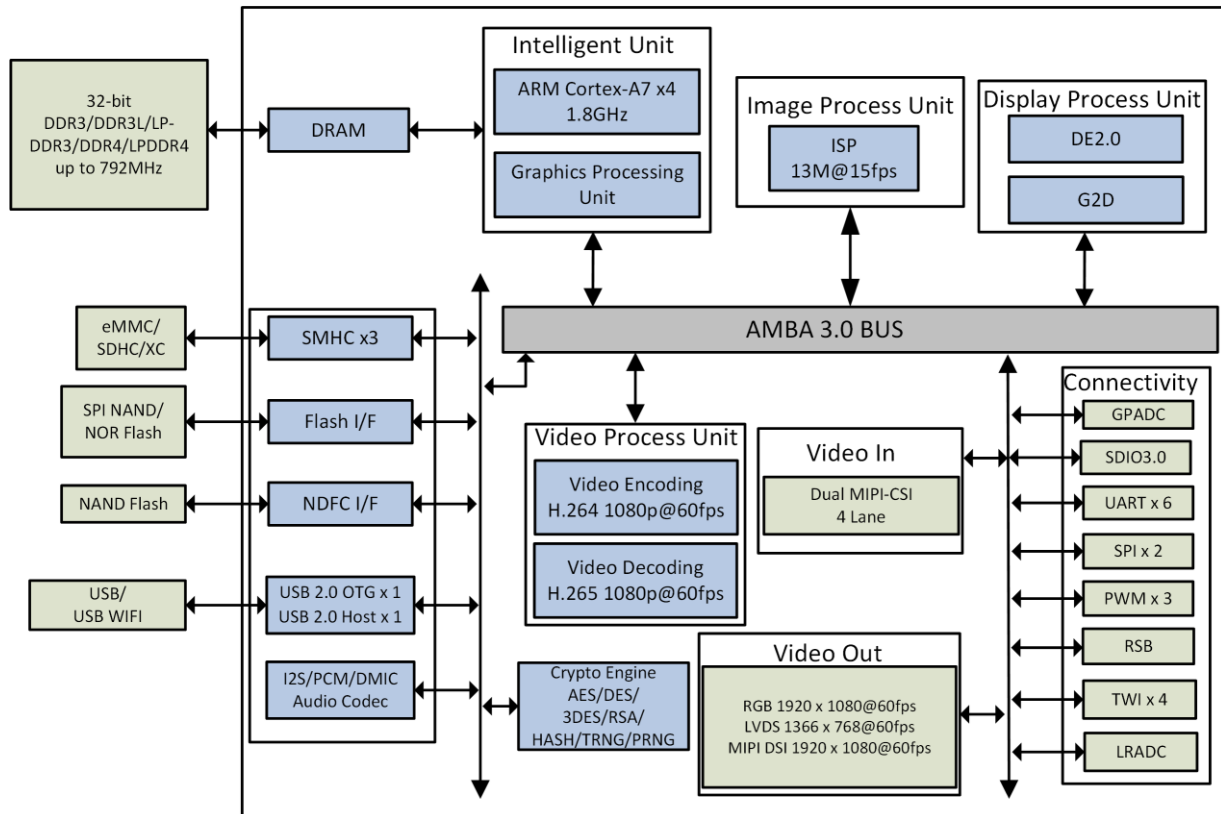 32-bit
DDR3/DDR3L/LP-
DDR3/DDR4/LPDDR4
up to 792MHz
DRAM
Intelligent Unit
ARM Cortex-A7 x4
1.8GHz
Graphics Processing
Unit
Image Process Unit
ISP
13M@15fps
Display Process Unit
DE2.0
G2D
AMBA 3.0 BUS
eMMC/
SDHC/XC
SMHC x3
SPI NAND/
NOR Flash
Flash I/F
NAND Flash
NDFC I/F
USB/
USB WIFI
USB 2.0 OTG x 1
USB 2.0 Host x 1
I2S/PCM/DMIC
Audio Codec
Video Process Unit
Video Encoding
H.264 1080p@60fps
Video Decoding
H.265 1080p@60fps
Crypto Engine
AES/DES/
3DES/RSA/
HASH/TRNG/PRNG
Video In
Dual MIPI-CSI
4 Lane
Video Out
RGB 1920 x 1080@60fps
LVDS 1366 x 768@60fps
MIPI DSI 1920 x 1080@60fps
Connectivity
GPADC
SDIO3.0
UART x 6
SPI x 2
PWM x 3
RSB
TWI x 4
LRADC